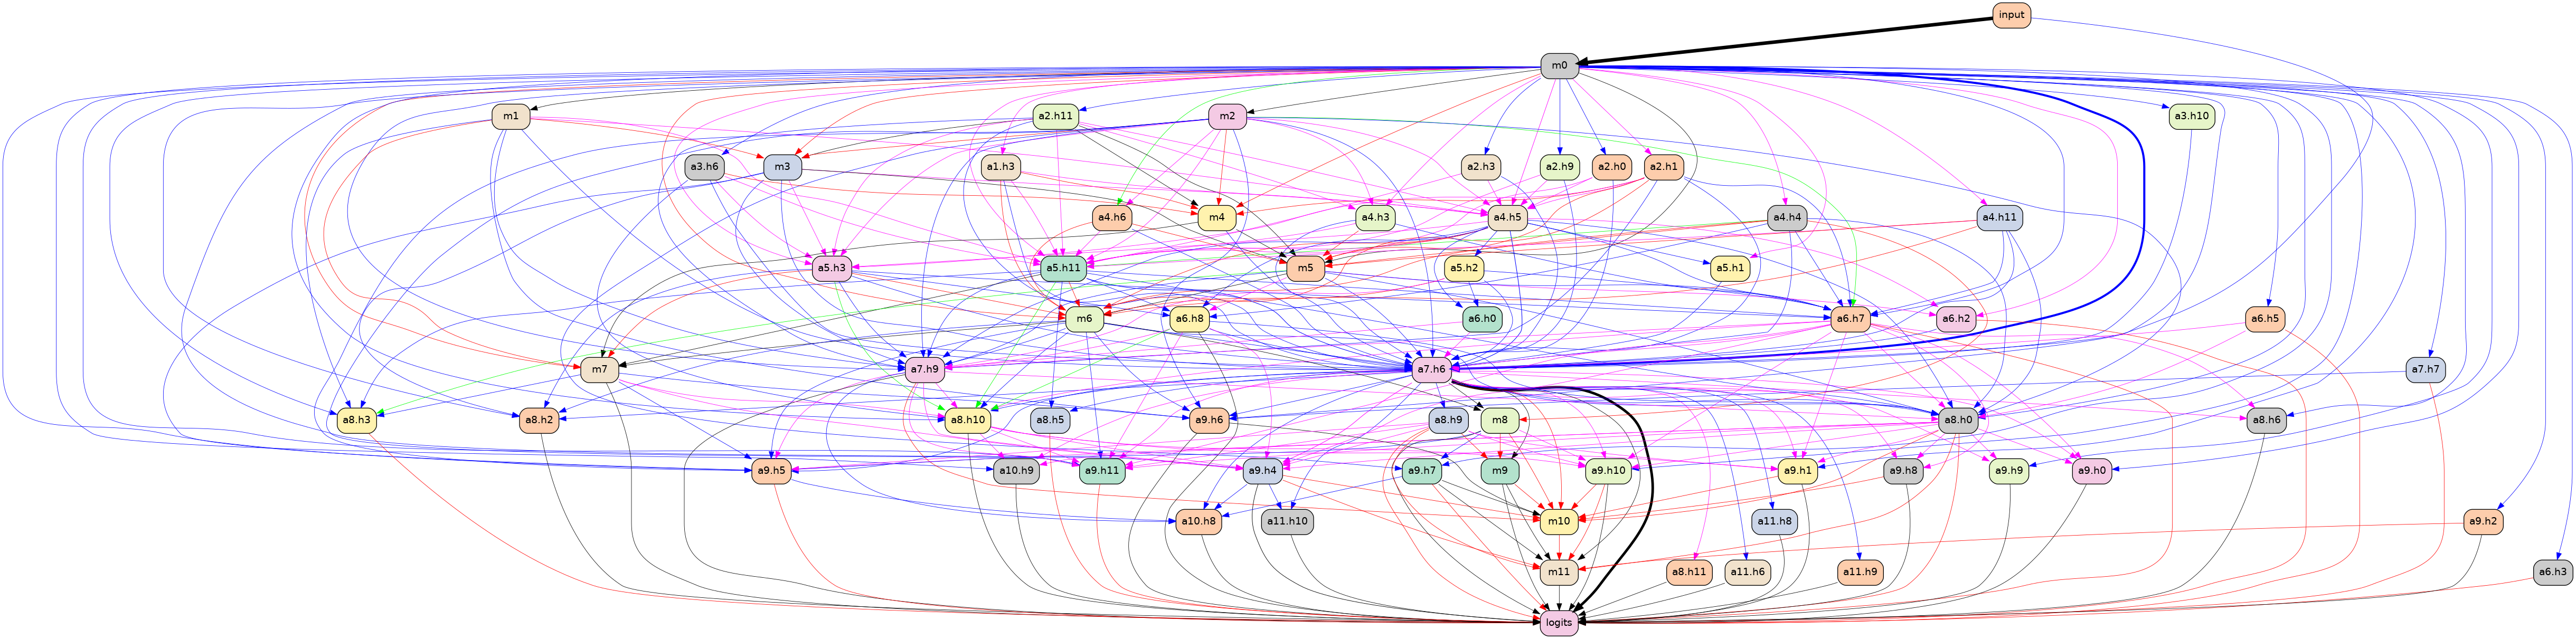 input
m0
m1 a2.h11 m2 a3.h10
a3.h6 m3 a1.h3 a2.h3 a2.h9 a2.h0 a2.h1
a4.h6 m4 a4.h3 a4.h5 a4.h4 a4.h11
a5.h3 a5.h11 m5 a5.h2 a5.h1
m6 a6.h8 a6.h0 a6.h7 a6.h2 a6.h5
m7 a7.h9 a7.h6 a7.h7
a8.h3 a8.h2 a8.h10 a8.h5 a9.h6 a8.h9 m8 a8.h0 a8.h6
a9.h5 a10.h9 a9.h11 a9.h4 a9.h7 m9 a9.h10 a9.h1 a9.h8 a9.h9 a9.h0
a10.h8 a11.h10 m10 a11.h8 a9.h2
m11 a8.h11 a11.h6 a11.h9 a6.h3
logits